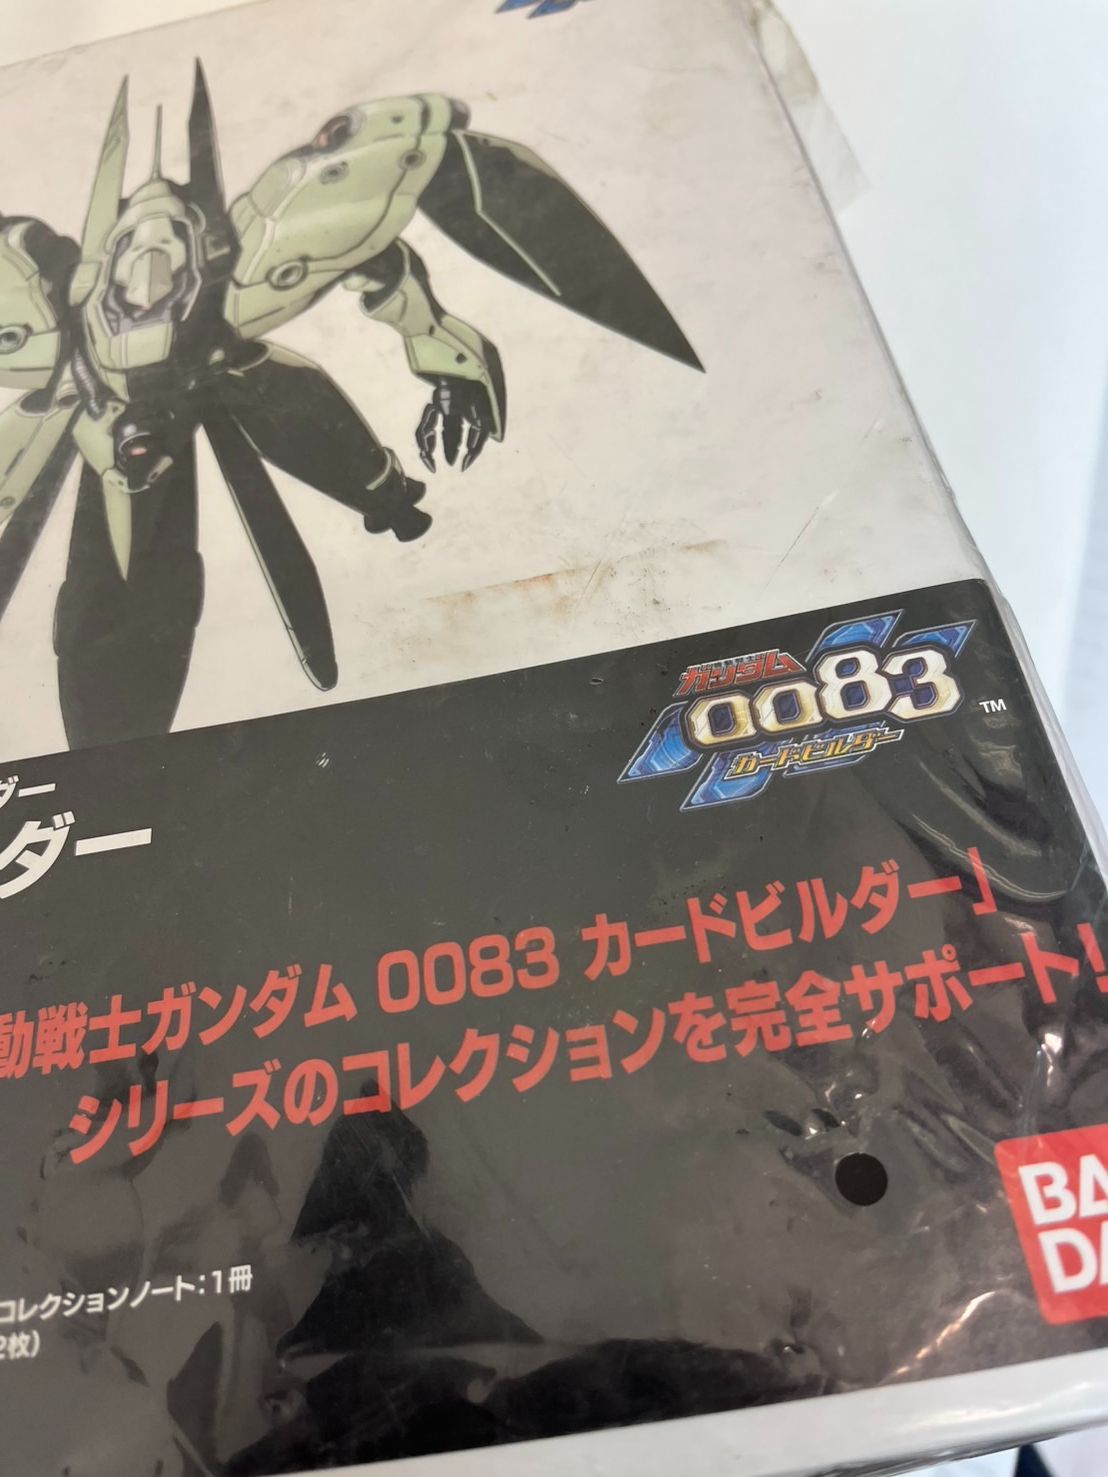 ガンダム
0083
カードビルダー
TM
ダー
ダー
動戦士ガンダム 0083 カードビルダー」
シリーズのコレクションを完全サポート!
BA
DA
コレクションノート:1冊
2枚)